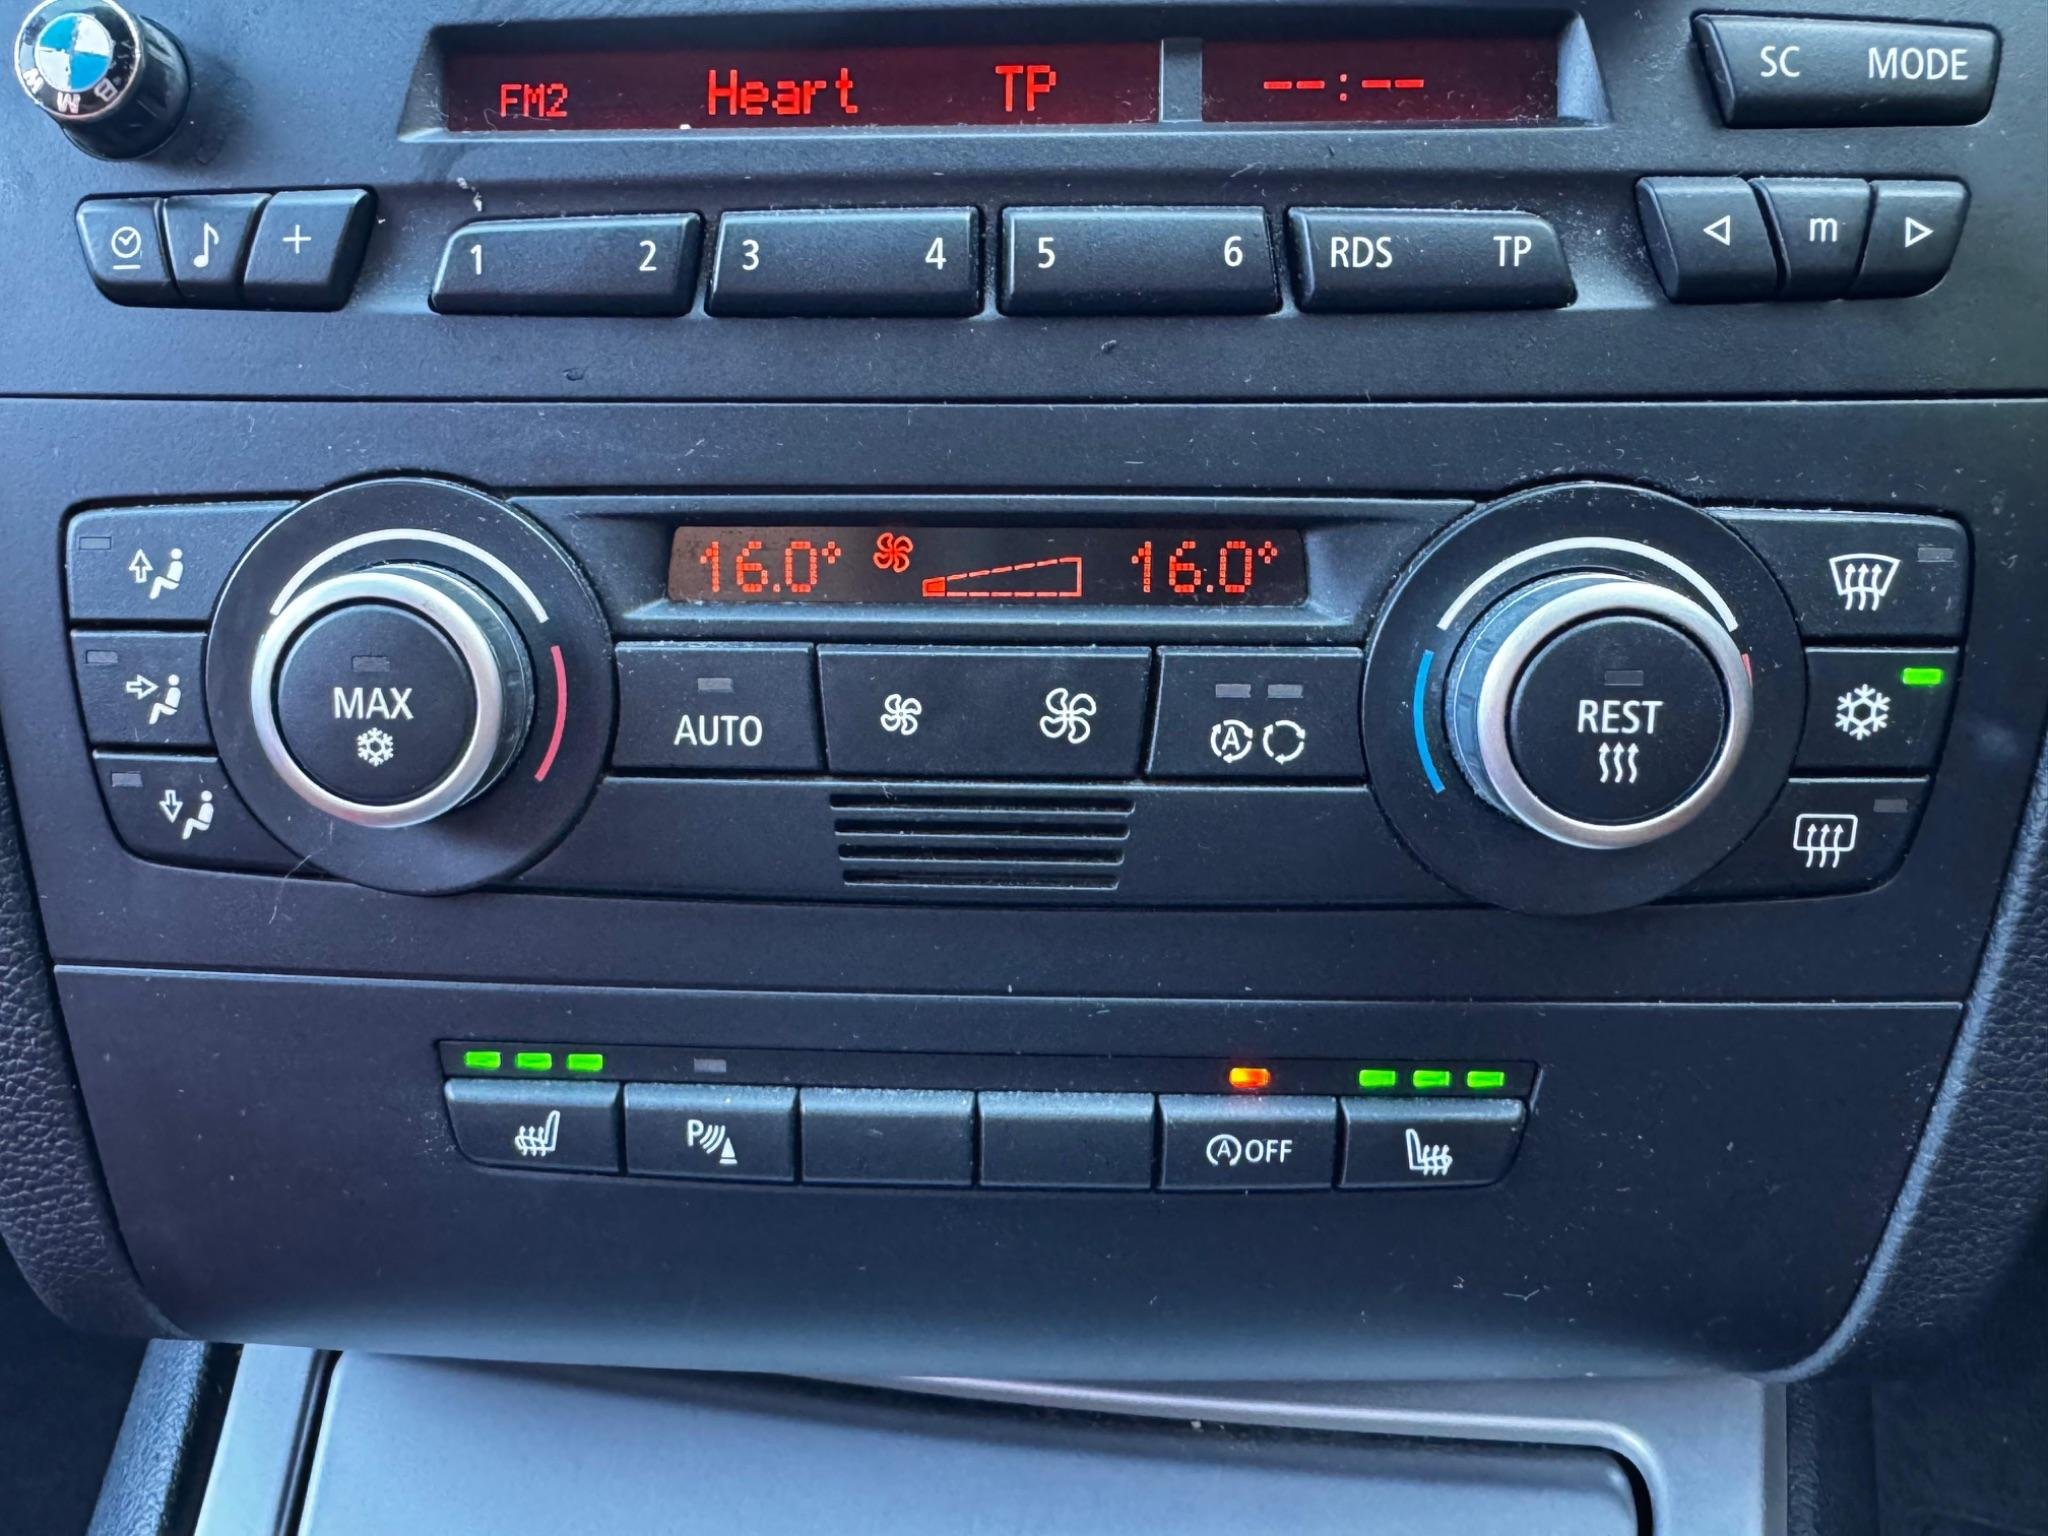 BMW
FM2 Heart TP --:--
SC MODE
1 2 3 4 5 6 RDS TP m
16.0° 16.0°
MAX AUTO A REST
P A OFF